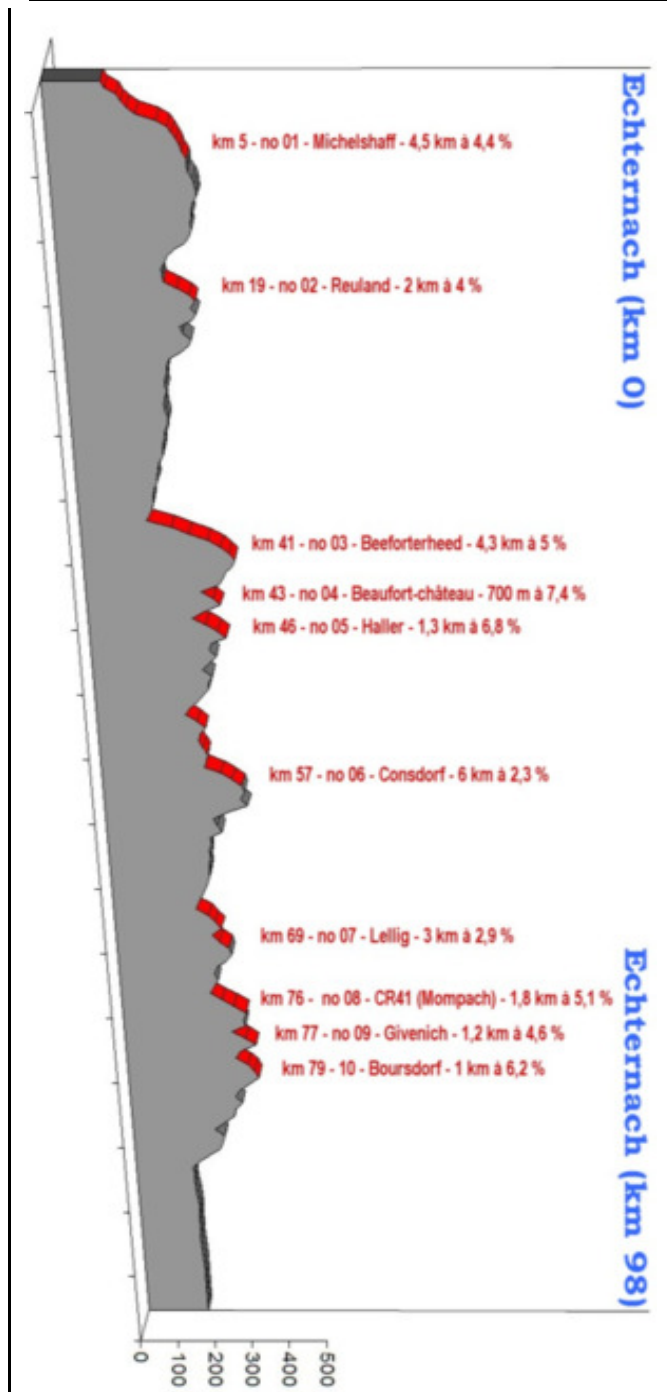 Echternach (km 0)
km 5 - no 01 - Michelshaff - 4,5 km à 4,4 %
km 19 - no 02 - Reuland - 2 km à 4 %
km 41 - no 03 - Beeforterheed - 4,3 km à 5 %
km 43 - no 04 - Beaufort-château - 700 m à 7,4 %
km 46 - no 05 - Haller - 1,3 km à 6,8 %
km 57 - no 06 - Consdorf - 6 km à 2,3 %
km 69 - no 07 - Lellig - 3 km à 2,9 %
km 76 - no 08 - CR41 (Mompach) - 1,8 km à 5,1 %
km 77 - no 09 - Givenich - 1,2 km à 4,6 %
km 79 - 10 - Boursdorf - 1 km à 6,2 %
Echternach (km 98)
0
100
200
300
400
500